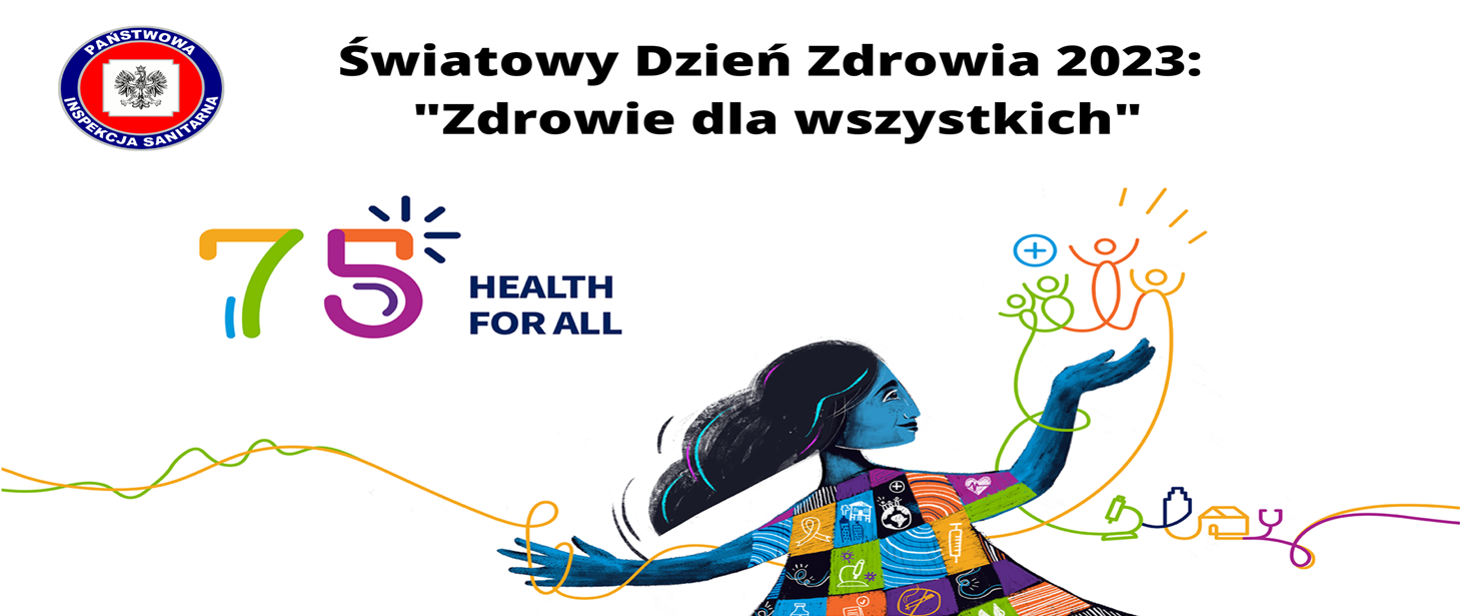 PAŃSTWOWA
INSPEKCJA SANITARNA
Światowy Dzień Zdrowia 2023:
"Zdrowie dla wszystkich"
75
HEALTH
FOR ALL